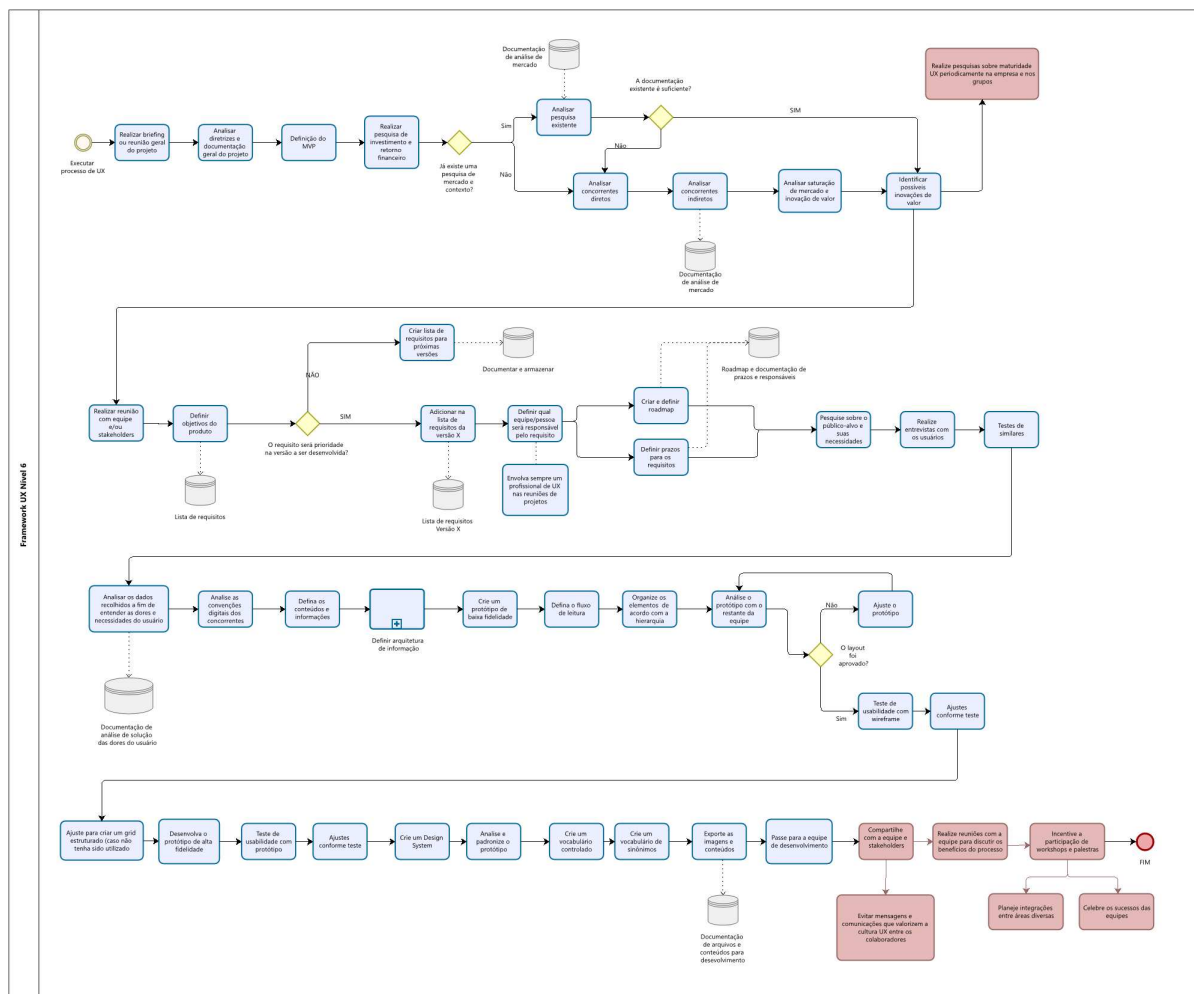 Framework UX Nível 6
Documentação
de análise de
mercado
A documentação
existente é suficiente?
Realize pesquisas sobre maturidade
UX periodicamente na empresa e nos
grupos
Executar
processo de UX
Realizar briefing
ou reunião geral
do projeto
Analisar
diretrizes e
documentação
geral do projeto
Definição do
MVP
Realizar
pesquisa de
investimento e
retorno
financeiro
Já existe uma
pesquisa de
mercado e
contexto?
Sim
Não
Analisar
pesquisa
existente
SIM
Não
Analisar
concorrentes
diretos
Analisar
concorrentes
indiretos
Analisar saturação
de mercado e
inovação de valor
Identificar
possíveis
inovações de
valor
Documentação
de análise de
mercado
Realizar reunião
com equipe
e/ou
stakeholders
Definir
objetivos do
produto
Lista de requisitos
O requisito será prioridade
na versão a ser desenvolvida?
NÃO
SIM
Criar lista de
requisitos para
próximas
versões
Documentar e armazenar
Adicionar na
lista de
requisitos da
versão X
Lista de requisitos
Versão X
Definir qual
equipe/pessoa
será responsável
pelo requisito
Envolva sempre um
profissional de UX
nas reuniões de
projetos
Criar e definir
roadmap
Definir prazos
para os
requisitos
Roadmap e documentação de
prazos e responsáveis
Pesquise sobre o
público-alvo e
suas
necessidades
Realize
entrevistas com
os usuários
Testes de
similares
Analisar os dados
recolhidos a fim de
entender as dores e
necessidades do usuário
Documentação de
análise de solução
das dores do usuário
Analise as
convenções
digitais dos
concorrentes
Defina os
conteúdos e
informações
Definir arquitetura
de informação
Crie um
protótipo de
baixa fidelidade
Defina o fluxo
de leitura
Organize os
elementos de
acordo com a
hierarquia
Análise o
protótipo com o
restante da
equipe
Não
Ajuste o
protótipo
O layout
foi
aprovado?
Sim
Teste de
usabilidade com
wireframe
Ajustes
conforme teste
Ajuste para criar um grid
estruturado (caso não
tenha sido utilizado
Desenvolva o
protótipo de alta
fidelidade
Teste de
usabilidade com
protótipo
Ajustes
conforme teste
Crie um Design
System
Analise e
padronize o
protótipo
Crie um
vocabulário
controlado
Crie um
vocabulário de
sinônimos
Exporte as
imagens e
conteúdos
Documentação
de arquivos e
conteúdos para
desevolvimento
Passe para a equipe
de desenvolvimento
Compartilhe
com a equipe e
stakeholders
Evitar mensagens e
comunicações que valorizem a
cultura UX entre os
colaboradores
Realize reuniões com a
equipe para discutir os
benefícios do processo
Incentive a
participação de
workshops e palestras
Planeje integrações
entre áreas diversas
Celebre os sucessos das
equipes
FIM